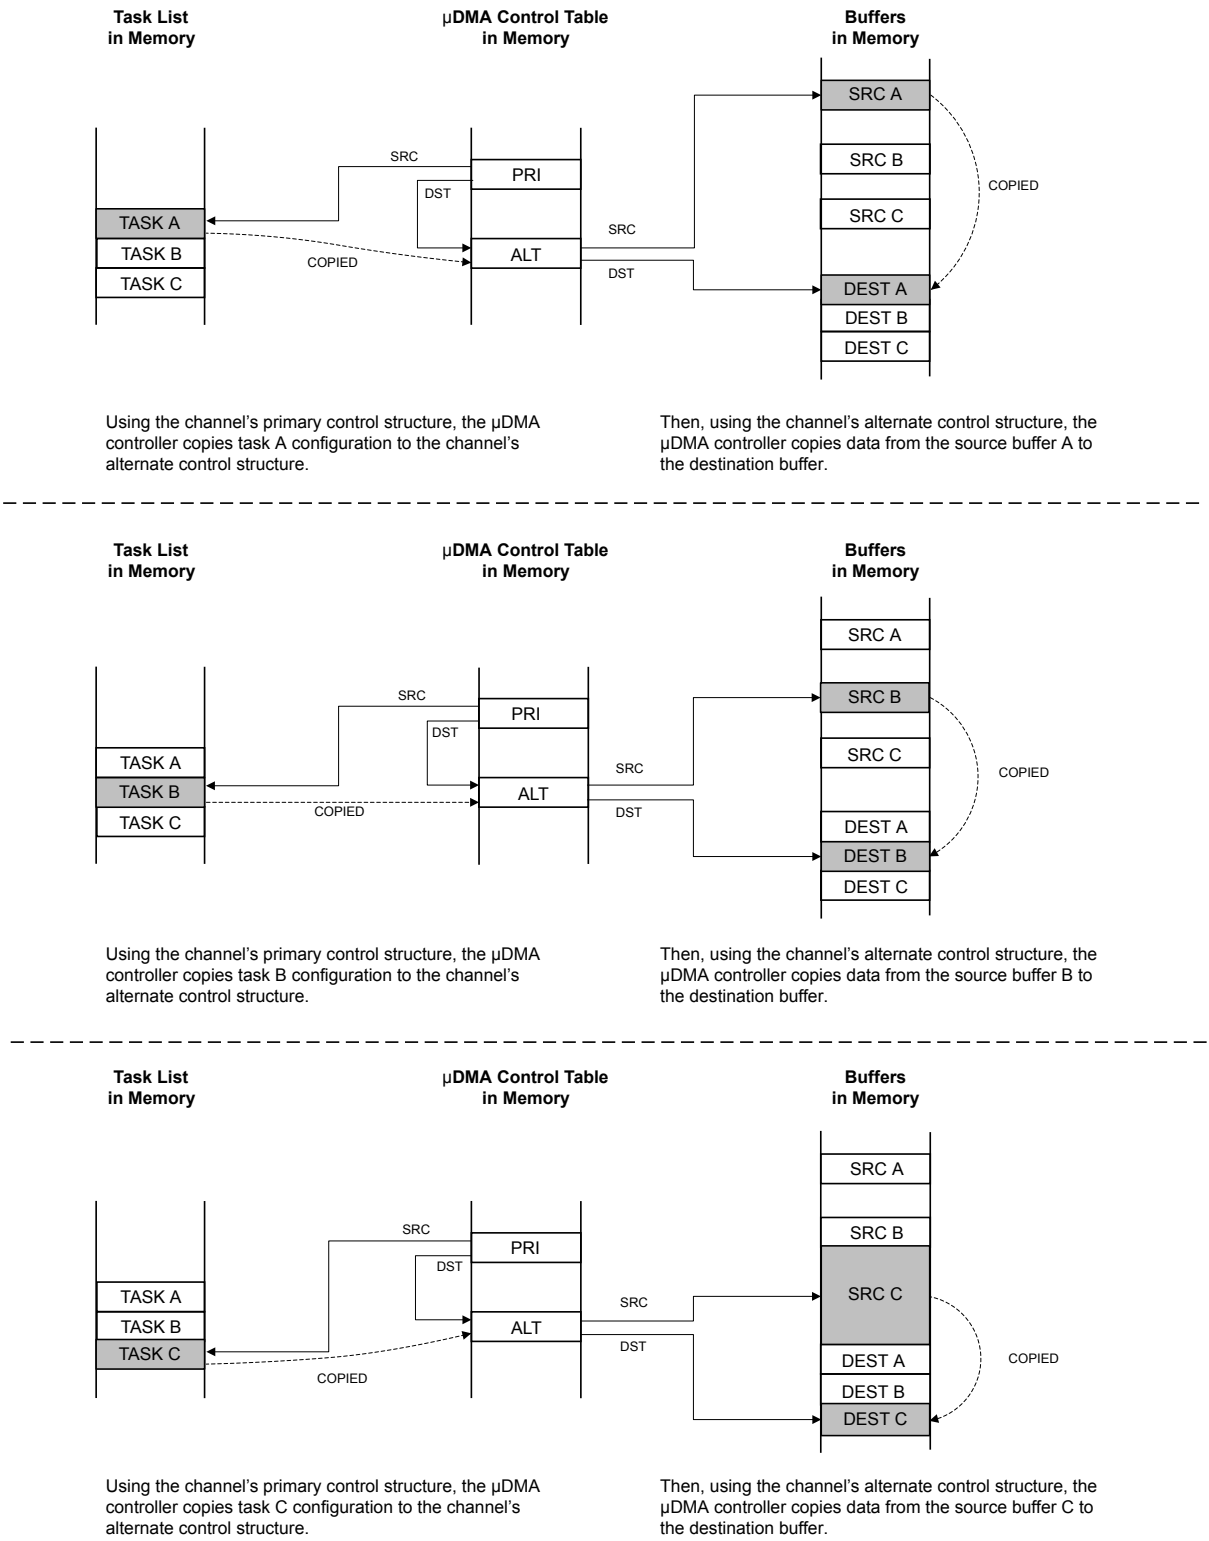 Task List
in Memory
µDMA Control Table
in Memory
Buffers
in Memory
SRC A
SRC B
SRC C
DEST A
DEST B
DEST C
COPIED
PRI
ALT
SRC
DST
SRC
DST
TASK A
TASK B
TASK C
COPIED
Using the channel's primary control structure, the µDMA
controller copies task A configuration to the channel's
alternate control structure.
Then, using the channel's alternate control structure, the
µDMA controller copies data from the source buffer A to
the destination buffer.
Task List
in Memory
µDMA Control Table
in Memory
Buffers
in Memory
SRC A
SRC B
SRC C
DEST A
DEST B
DEST C
COPIED
PRI
ALT
SRC
DST
SRC
DST
TASK A
TASK B
TASK C
COPIED
Using the channel's primary control structure, the µDMA
controller copies task B configuration to the channel's
alternate control structure.
Then, using the channel's alternate control structure, the
µDMA controller copies data from the source buffer B to
the destination buffer.
Task List
in Memory
µDMA Control Table
in Memory
Buffers
in Memory
SRC A
SRC B
SRC C
DEST A
DEST B
DEST C
COPIED
PRI
ALT
SRC
DST
SRC
DST
TASK A
TASK B
TASK C
COPIED
Using the channel's primary control structure, the µDMA
controller copies task C configuration to the channel's
alternate control structure.
Then, using the channel's alternate control structure, the
µDMA controller copies data from the source buffer C to
the destination buffer.